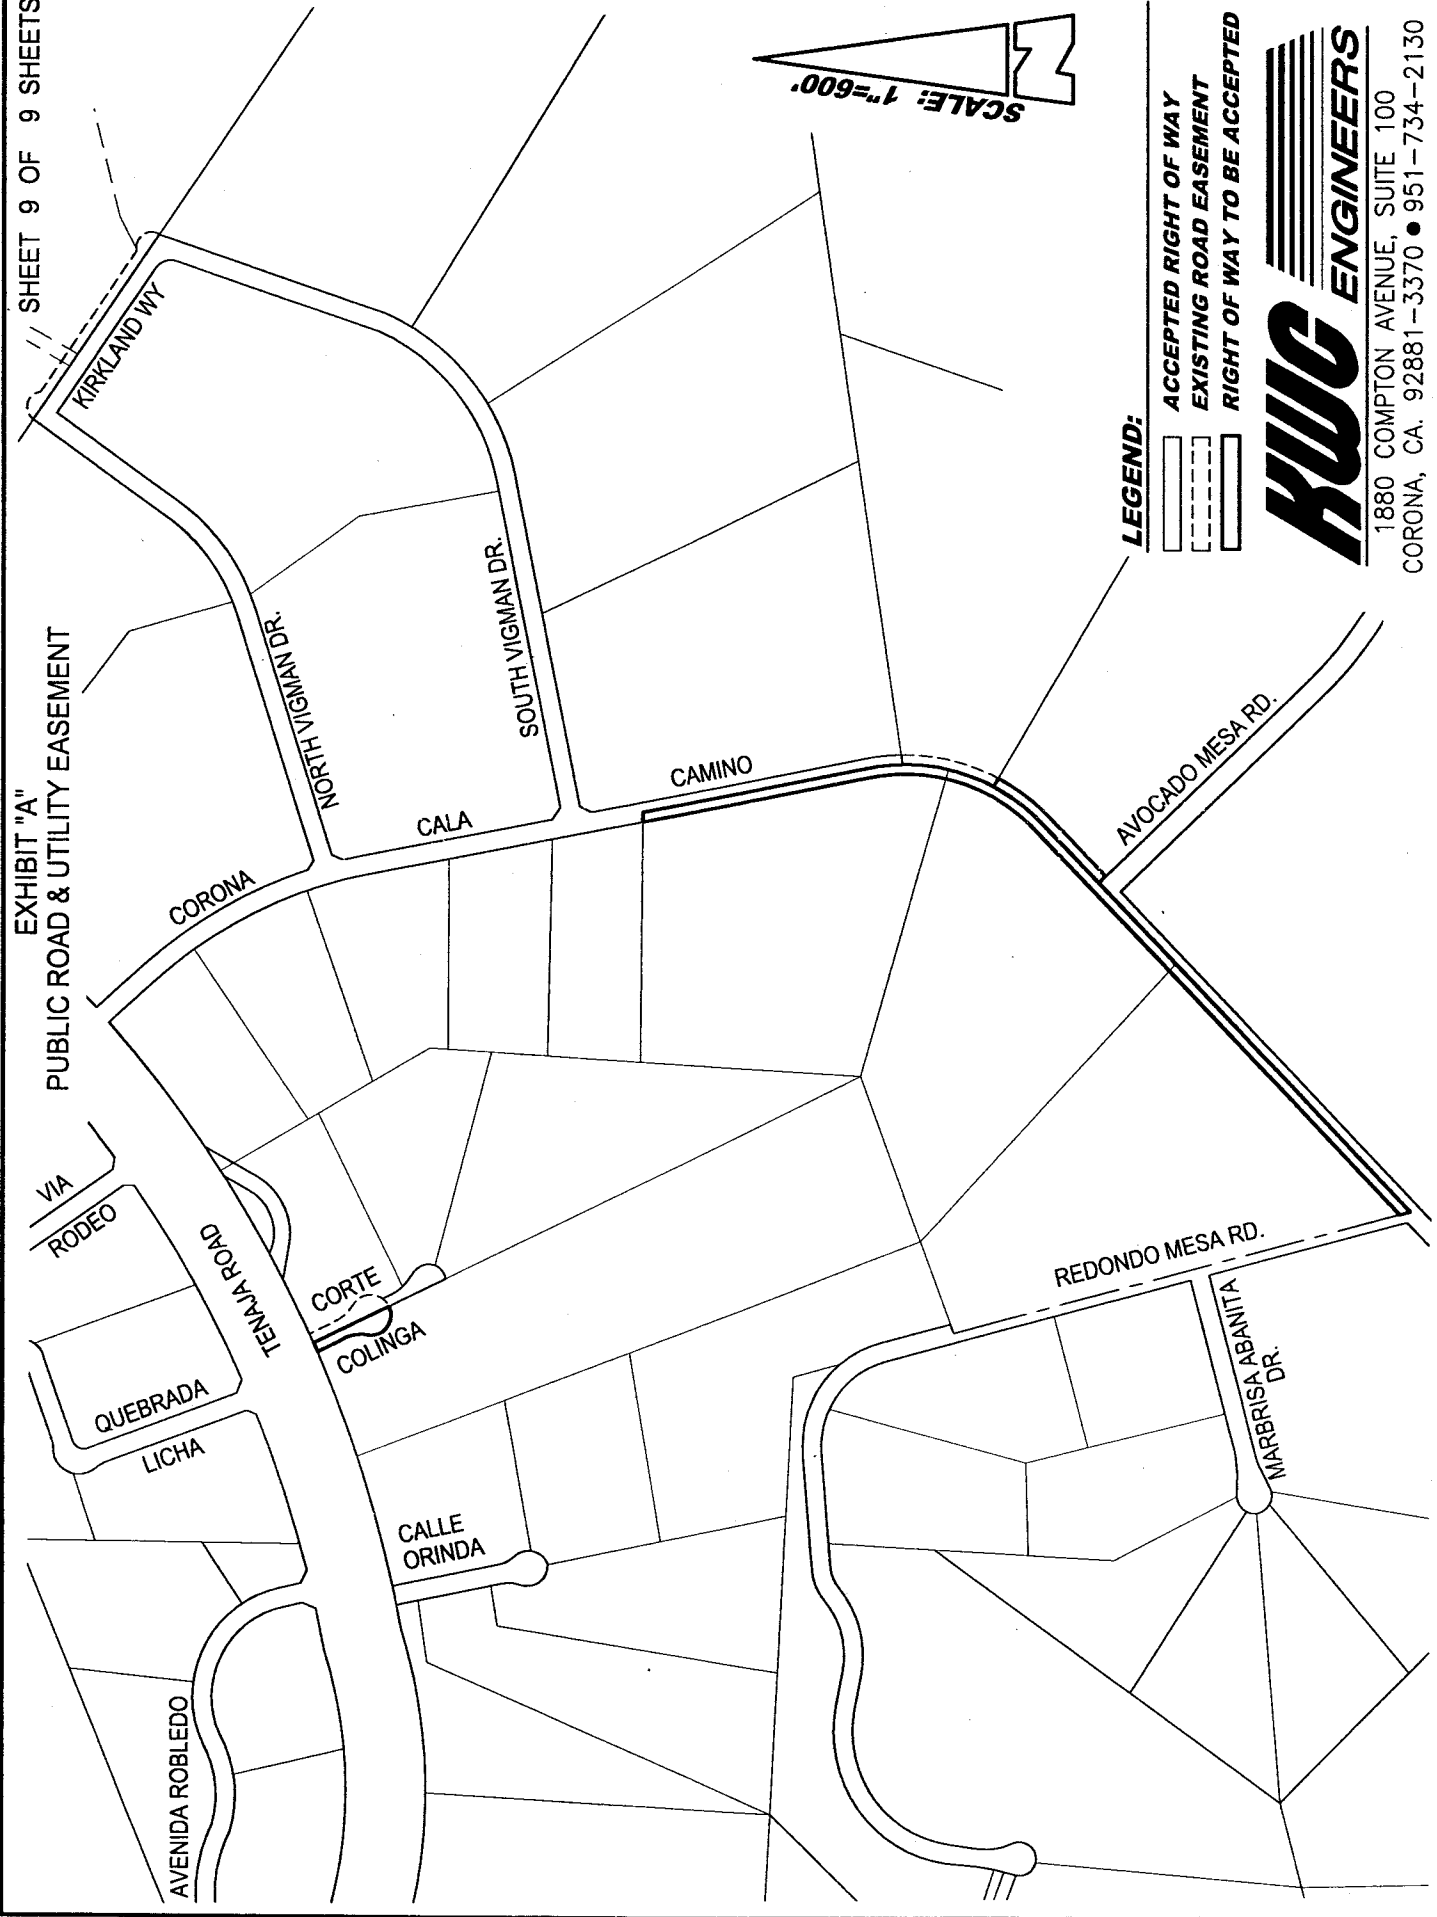 SHEET 9 OF 9 SHEETS
EXHIBIT "A"
PUBLIC ROAD & UTILITY EASEMENT
KIRKLAND WY
NORTH VIGMAN DR.
SOUTH VIGMAN DR.
CORONA
CALA
CAMINO
AVOCADO MESA RD.
VIA
RODEO
TENAJA ROAD
CORTE
COLINGA
QUEBRADA
LICHA
CALLE
ORINDA
AVENIDA ROBLEDO
REDONDO MESA RD.
MARBRISA ABANITA
DR.
SCALE: 1"=600'
N
LEGEND:
ACCEPTED RIGHT OF WAY
EXISTING ROAD EASEMENT
RIGHT OF WAY TO BE ACCEPTED
KWC
ENGINEERS
1880 COMPTON AVENUE, SUITE 100
CORONA, CA. 92881-3370 • 951-734-2130